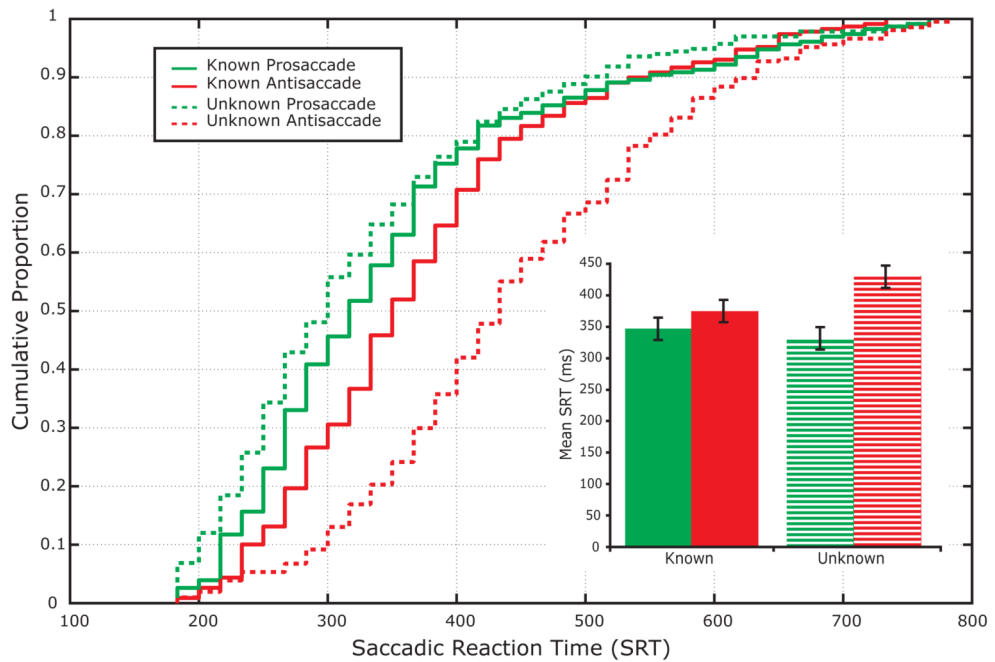 1
0.9
0.8
0.7
0.6
0.5
0.4
0.3
0.2
0.1
0
Cumulative Proportion
Known Prosaccade
Known Antisaccade
Unknown Prosaccade
Unknown Antisaccade
450
400
350
300
250
200
150
100
50
0
Mean SRT (ms)
Known Unknown
100 200 300 400 500 600 700 800
Saccadic Reaction Time (SRT)